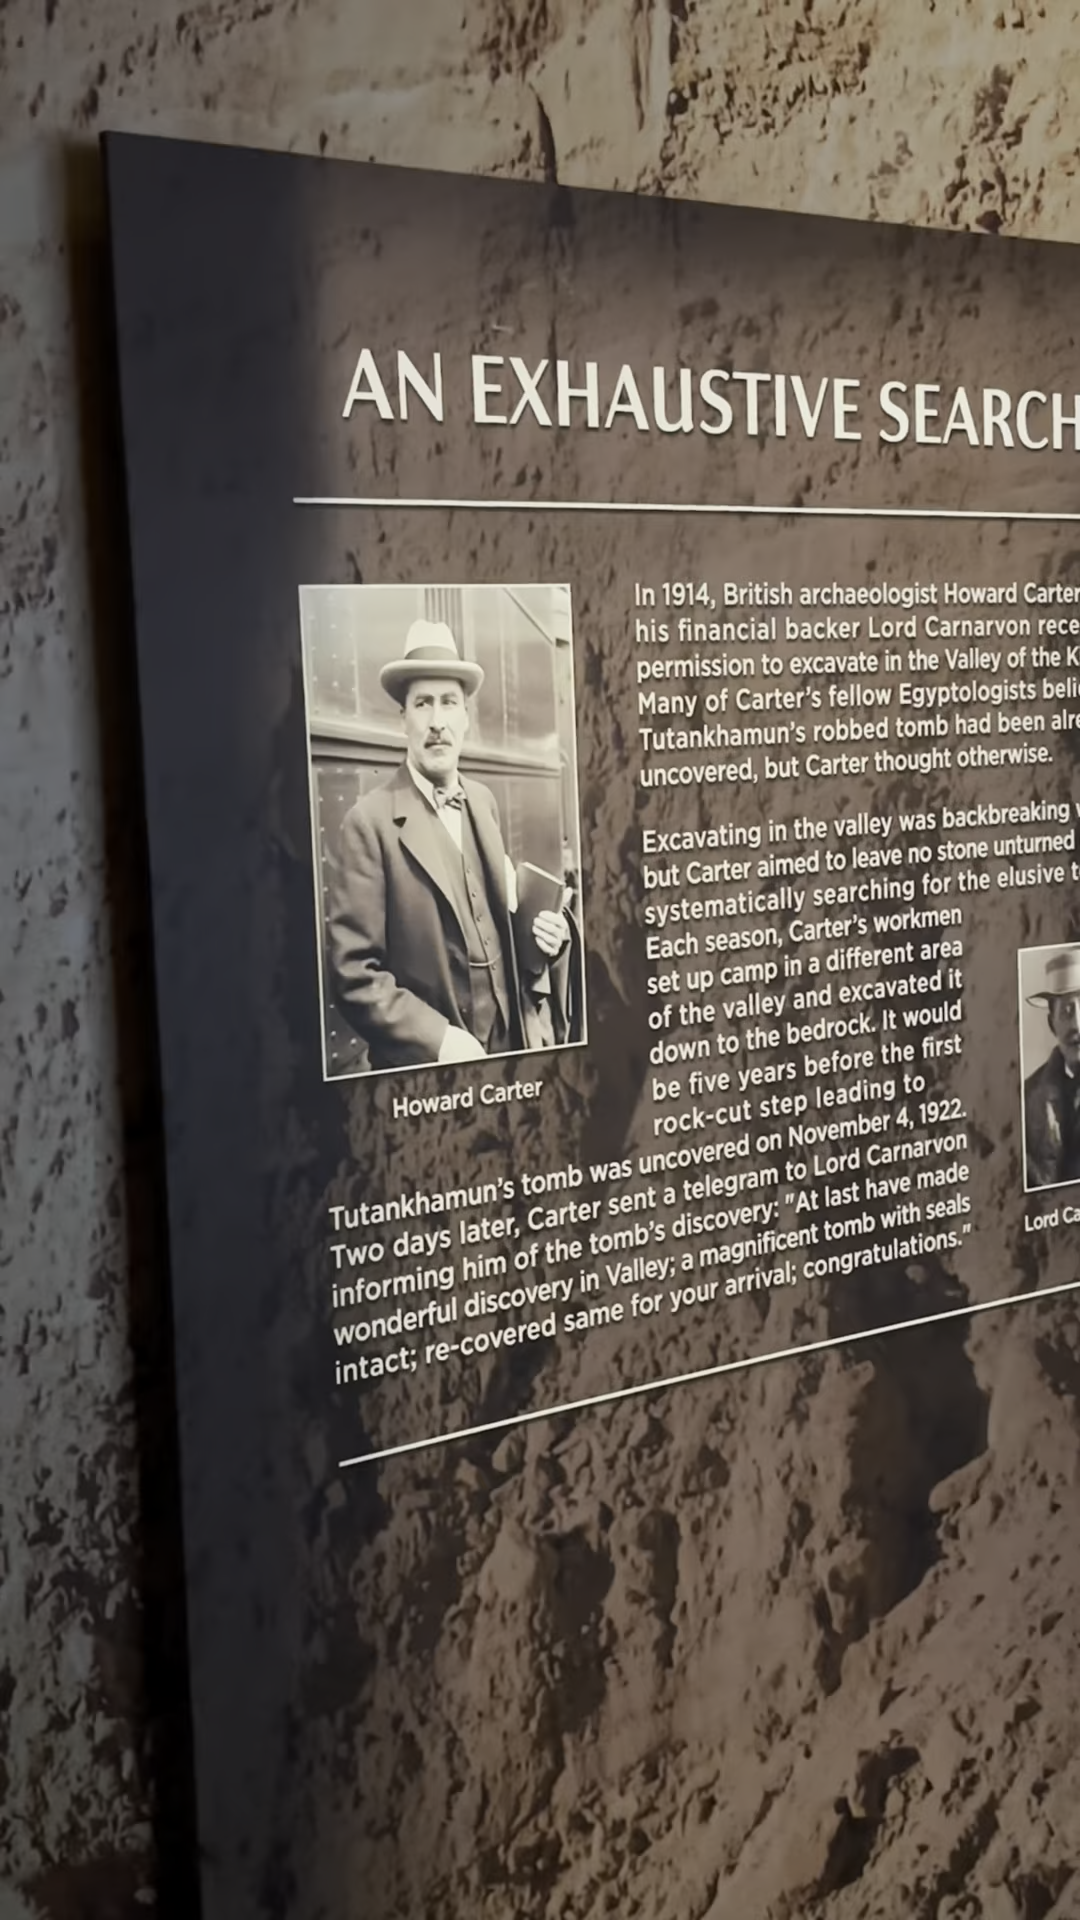 AN EXHAUSTIVE SEARCH
In 1914, British archaeologist Howard Carter
his financial backer Lord Carnarvon rece
permission to excavate in the Valley of the K
Many of Carter's fellow Egyptologists beli
Tutankhamun's robbed tomb had been alre
uncovered, but Carter thought otherwise.
Excavating in the valley was backbreaking
but Carter aimed to leave no stone unturned
systematically searching for the elusive t
Each season, Carter's workmen
set up camp in a different area
of the valley and excavated it
down to the bedrock. It would
be five years before the first
rock-cut step leading to
Tutankhamun's tomb was uncovered on November 4, 1922.
Two days later, Carter sent a telegram to Lord Carnarvon
informing him of the tomb's discovery: "At last have made
wonderful discovery in Valley; a magnificent tomb with seals
intact; re-covered same for your arrival; congratulations."
Howard Carter
Lord Ca